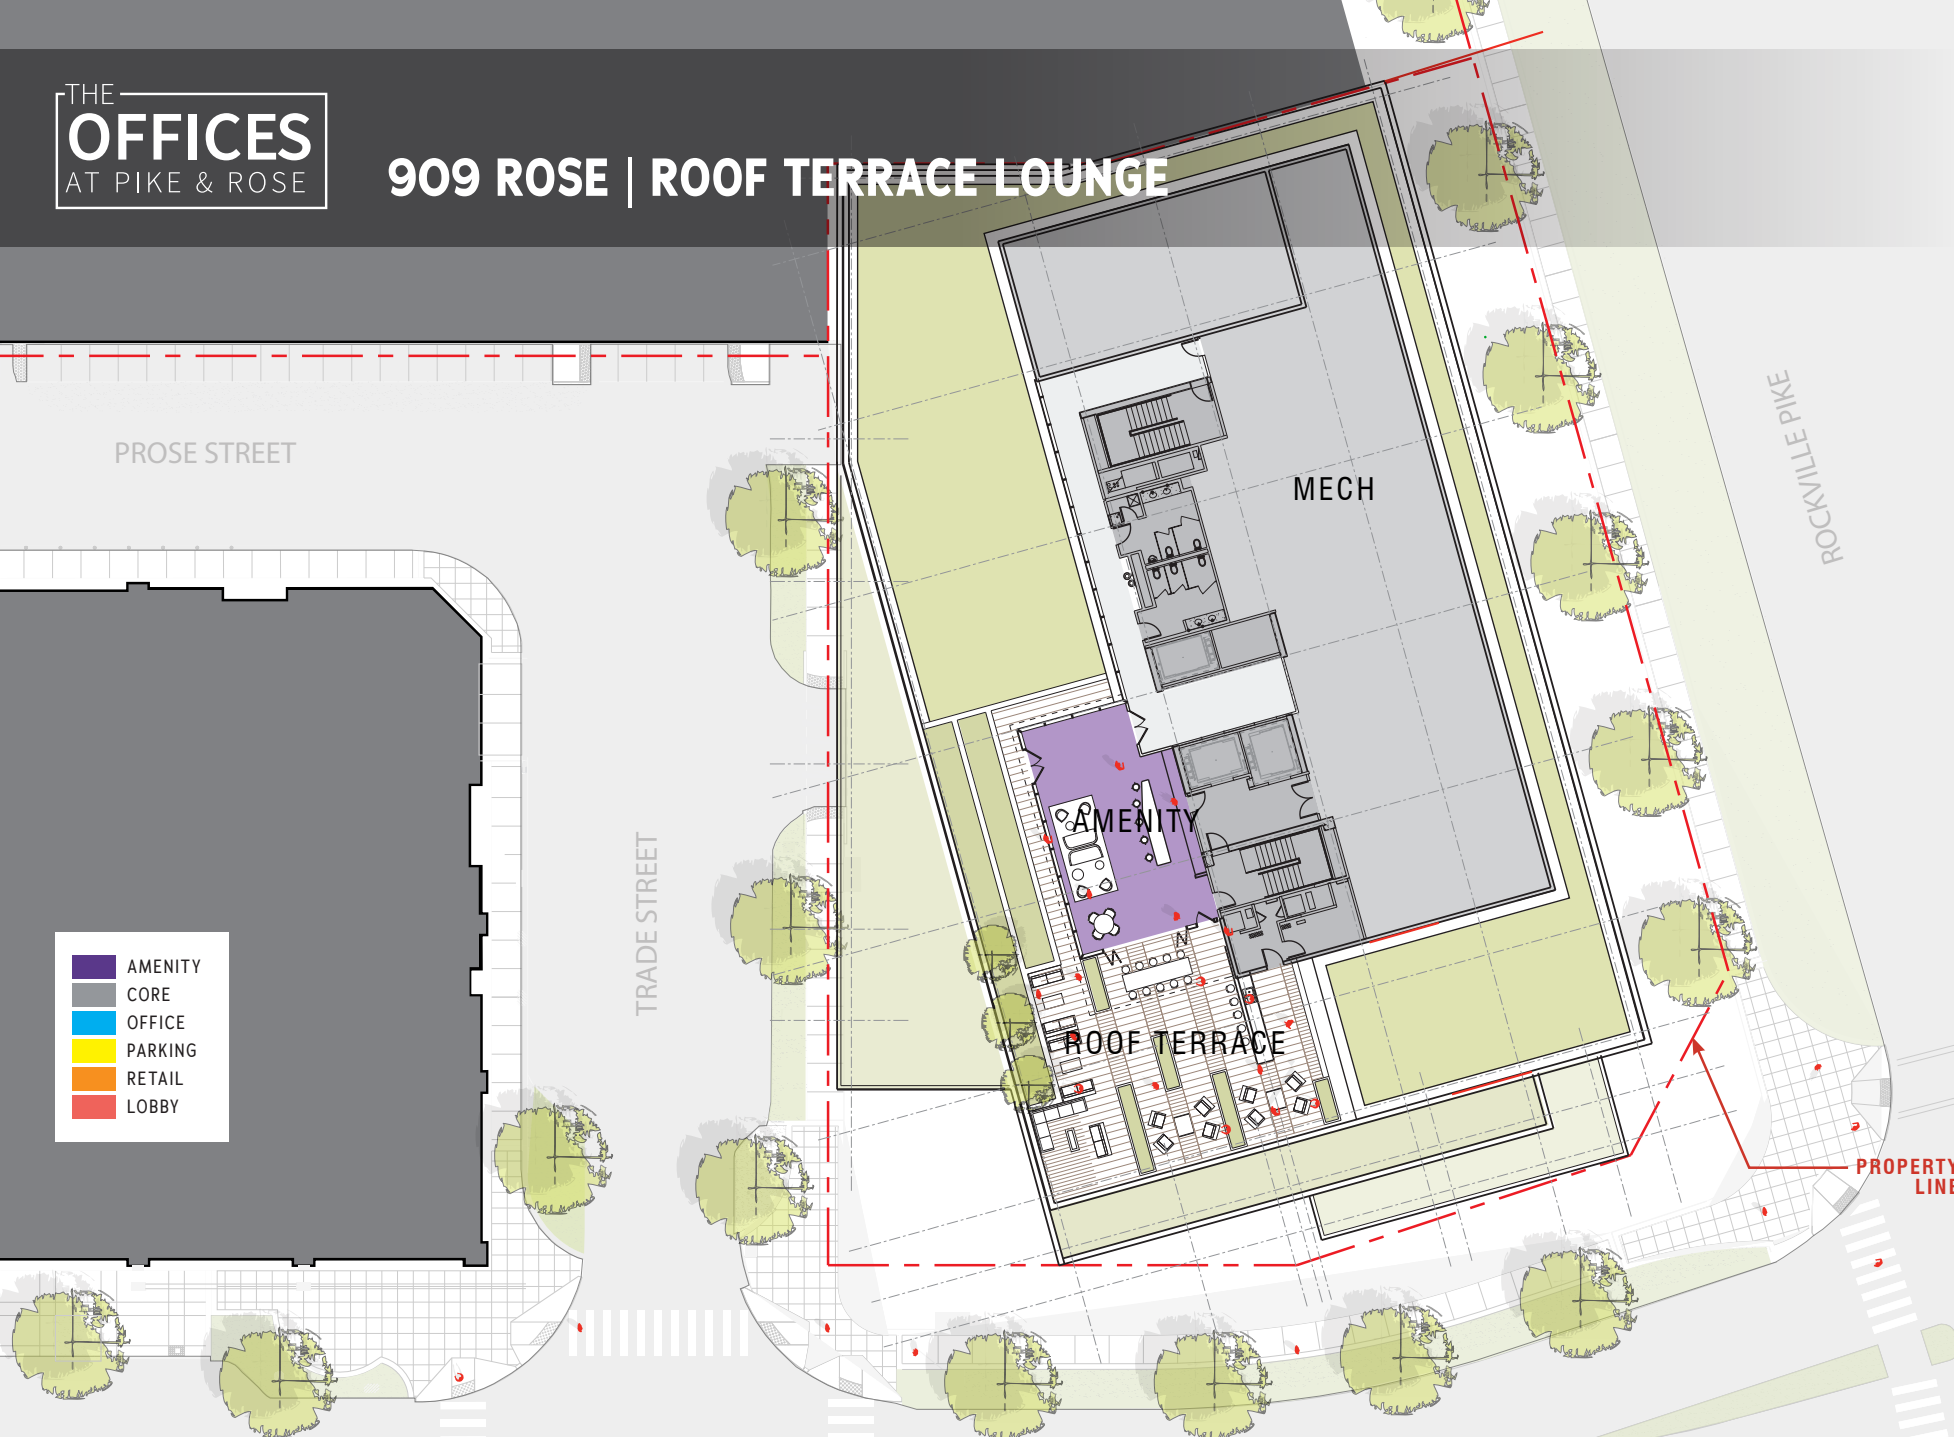 THE
OFFICES
AT PIKE & ROSE
909 ROSE | ROOF TERRACE LOUNGE
PROSE STREET
ROCKVILLE PIKE
MECH
AMENITY
TRADE STREET
ROOF TERRACE
AMENITY
CORE
OFFICE
PARKING
RETAIL
LOBBY
PROPERTY
LINE